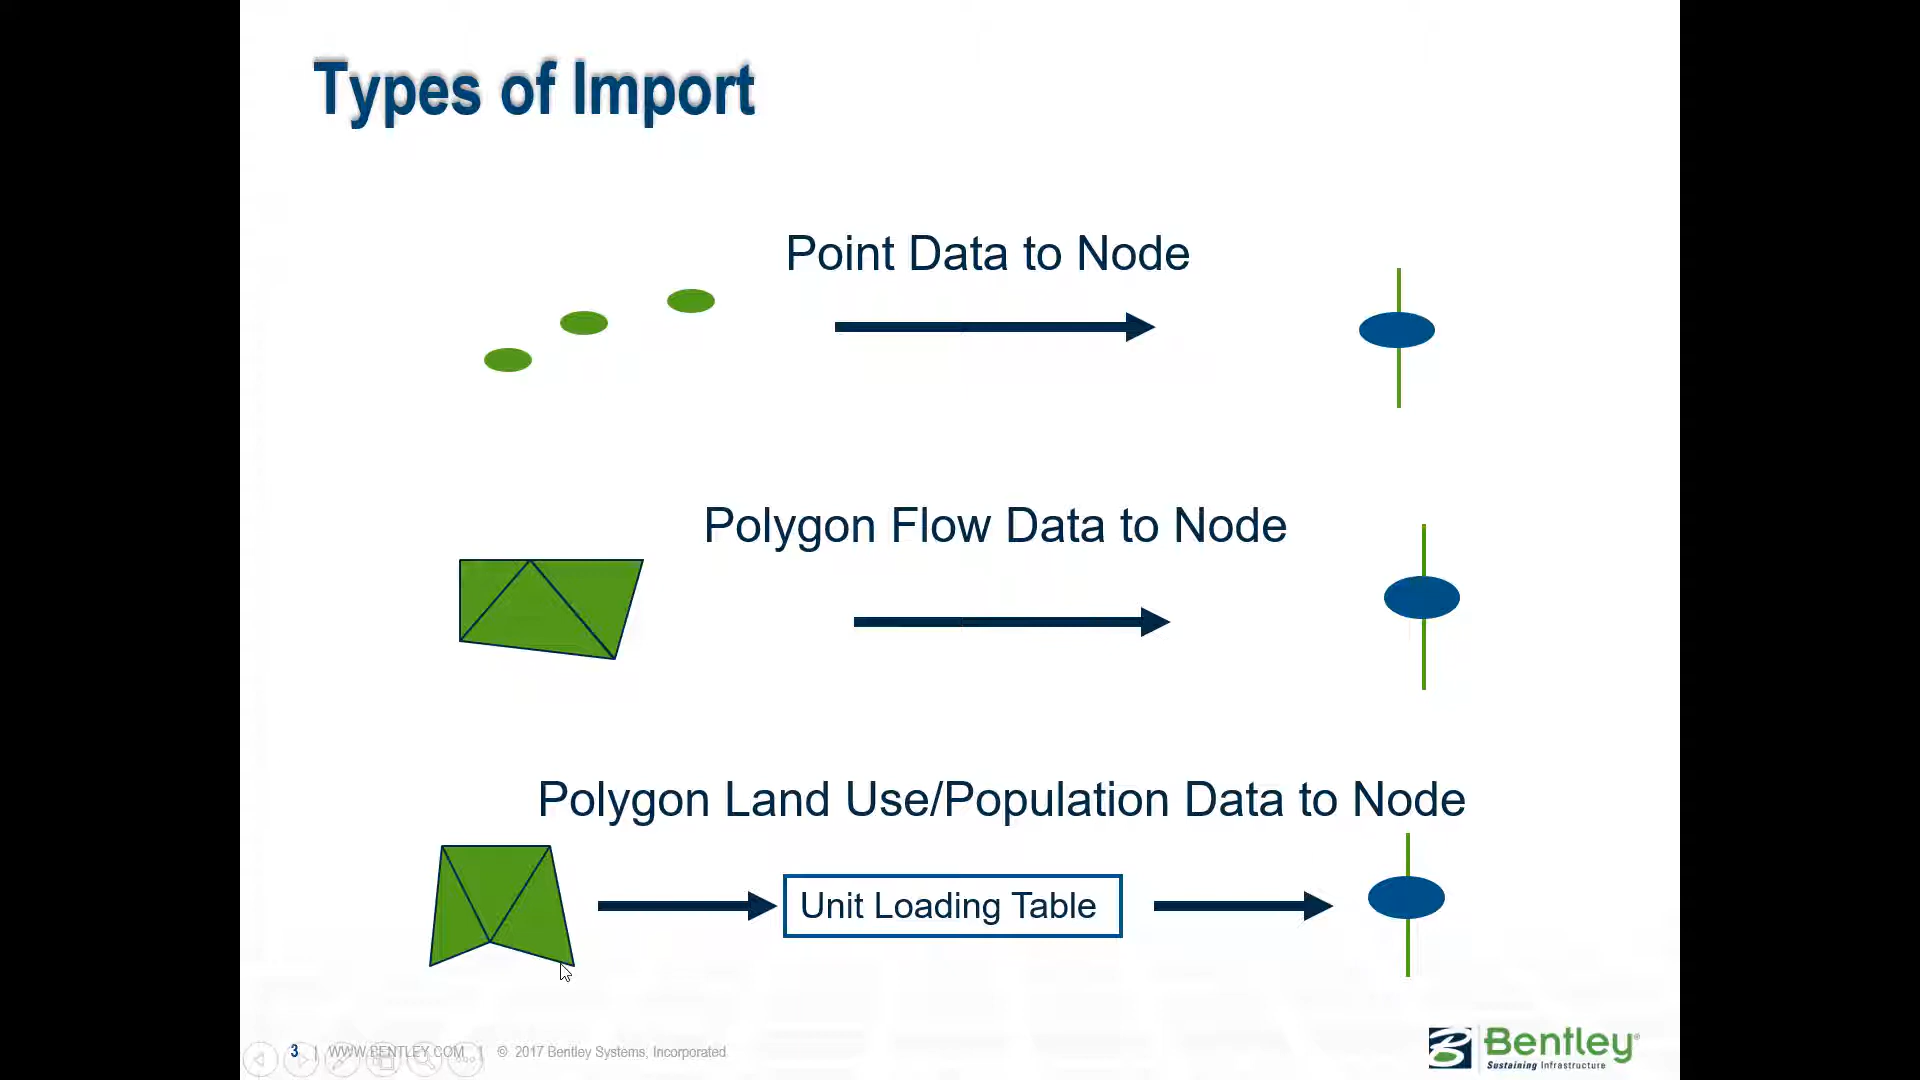 Types of Import
Point Data to Node
Polygon Flow Data to Node
Polygon Land Use/Population Data to Node
Unit Loading Table
3 | WWW.BENTLEY.COM | © 2017 Bentley Systems, Incorporated
Bentley®
Sustaining Infrastructure